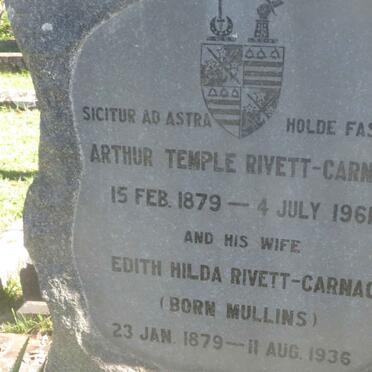 SICITUR AD ASTRA HOLDE FAS
ARTHUR TEMPLE RIVETT-CARN
15 FEB. 1879 — 4 JULY 1961
AND HIS WIFE
EDITH HILDA RIVETT-CARNAC
(BORN MULLINS)
23 JAN. 1879 — 11 AUG. 1936